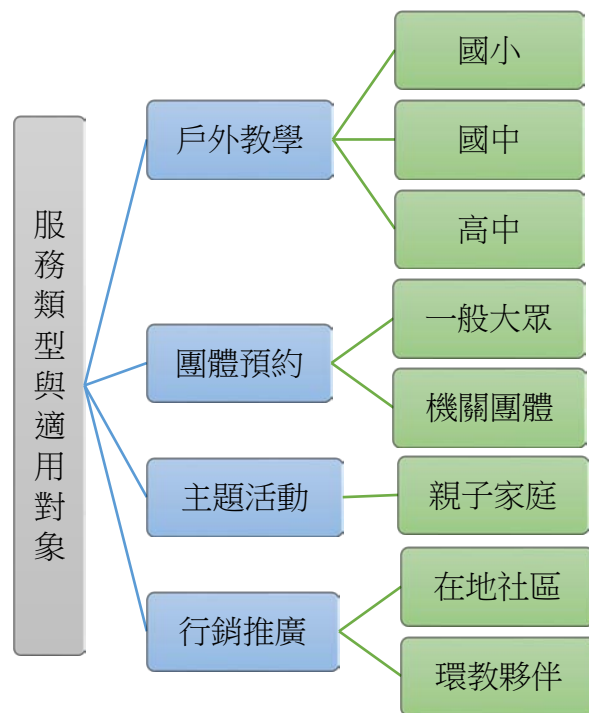 服務類型與適用對象
戶外教學
國小
國中
高中
團體預約
一般大眾
機關團體
主題活動
親子家庭
行銷推廣
在地社區
環教夥伴